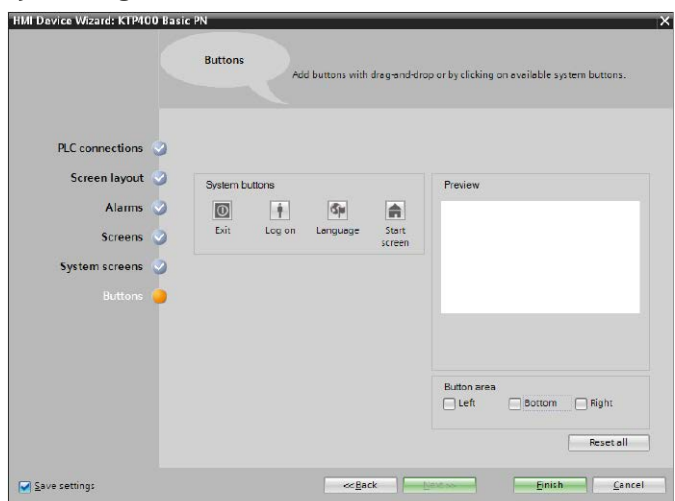 HMI Device Wizard: KTP400 Basic PN
Buttons
Add buttons with drag-and-drop or by clicking on available system buttons.
PLC connections
Screen layout
Alarms
Screens
System screens
Buttons
System buttons
Exit
Log on
Language
Start
screen
Preview
Button area
Left
Bottom
Right
Reset all
Save settings
<<Back
Next >>
Finish
Cancel